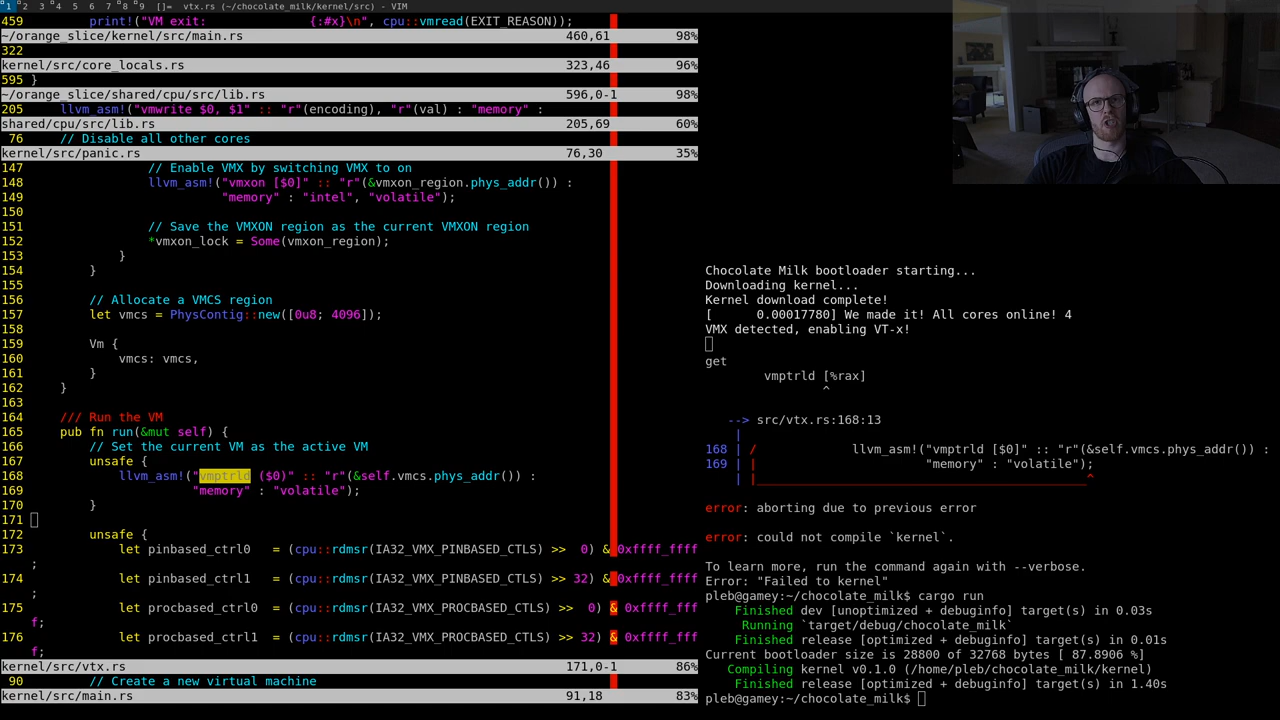 1 2 3 4 5 6 7 8 9 []= vtx.rs (~/chocolate_milk/kernel/src) - VIM
459         print!("VM exit:              {:#x}\n", cpu::vmread(EXIT_REASON));
~/orange_slice/kernel/src/main.rs 460,61 98%
322
kernel/src/core_locals.rs 323,46 96%
595 }
~/orange_slice/shared/cpu/src/lib.rs 596,0-1 98%
205     llvm_asm!("vmwrite $0, $1" :: "r"(encoding), "r"(val) : "memory" :
shared/cpu/src/lib.rs 205,69 60%
 76     // Disable all other cores
kernel/src/panic.rs 76,30 35%
147                 // Enable VMX by switching VMX to on
148                 llvm_asm!("vmxon [$0]" :: "r"(&vmxon_region.phys_addr()) :
149                           "memory" : "intel", "volatile");
150
151                 // Save the VMXON region as the current VMXON region
152                 *vmxon_lock = Some(vmxon_region);
153             }
154         }
155
156         // Allocate a VMCS region
157         let vmcs = PhysContig::new([0u8; 4096]);
158
159         Vm {
160             vmcs: vmcs,
161         }
162     }
163
164     /// Run the VM
165     pub fn run(&mut self) {
166         // Set the current VM as the active VM
167         unsafe {
168             llvm_asm!("vmptrld ($0)" :: "r"(&self.vmcs.phys_addr()) :
169                       "memory" : "volatile");
170         }
171
172         unsafe {
173             let pinbased_ctrl0   = (cpu::rdmsr(IA32_VMX_PINBASED_CTLS) >>  0) & 0xffff_ffff
;
174             let pinbased_ctrl1   = (cpu::rdmsr(IA32_VMX_PINBASED_CTLS) >> 32) & 0xffff_ffff
;
175             let procbased_ctrl0  = (cpu::rdmsr(IA32_VMX_PROCBASED_CTLS) >>  0) & 0xffff_fff
f;
176             let procbased_ctrl1  = (cpu::rdmsr(IA32_VMX_PROCBASED_CTLS) >> 32) & 0xffff_fff
f;
kernel/src/vtx.rs 171,0-1 86%
 90         // Create a new virtual machine
kernel/src/main.rs 91,18 83%
Chocolate Milk bootloader starting...
Downloading kernel...
Kernel download complete!
[      0.00017780] We made it! All cores online! 4
VMX detected, enabling VT-x!
get
        vmptrld [%rax]
                ^
   --> src/vtx.rs:168:13
    |
168 | /             llvm_asm!("vmptrld [$0]" :: "r"(&self.vmcs.phys_addr()) :
169 | |                       "memory" : "volatile");
    | |_____________________________________________^
error: aborting due to previous error
error: could not compile `kernel`.
To learn more, run the command again with --verbose.
Error: "Failed to kernel"
pleb@gamey:~/chocolate_milk$ cargo run
    Finished dev [unoptimized + debuginfo] target(s) in 0.03s
     Running `target/debug/chocolate_milk`
    Finished release [optimized + debuginfo] target(s) in 0.01s
Current bootloader size is 28800 of 32768 bytes [ 87.8906 %]
   Compiling kernel v0.1.0 (/home/pleb/chocolate_milk/kernel)
    Finished release [optimized + debuginfo] target(s) in 1.40s
pleb@gamey:~/chocolate_milk$